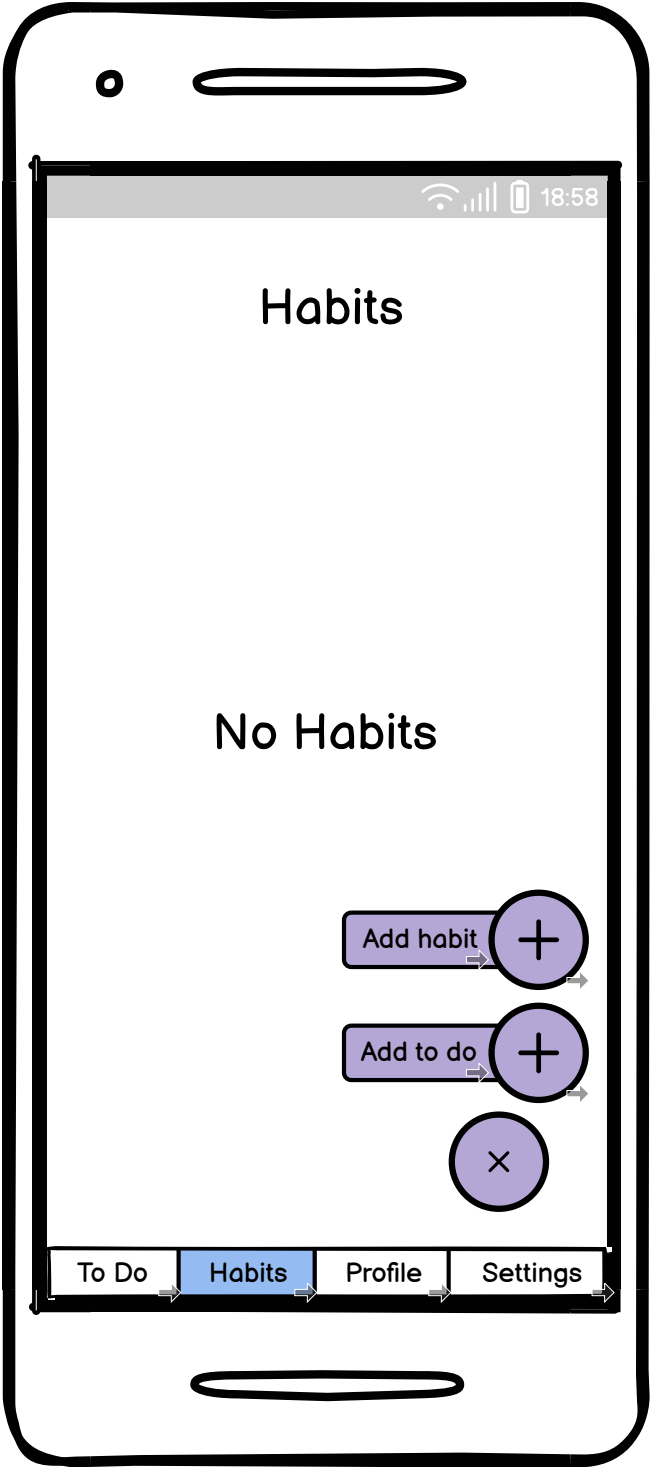 18:58
Habits
No Habits
Add habit
Add to do
To Do Habits Profile Settings